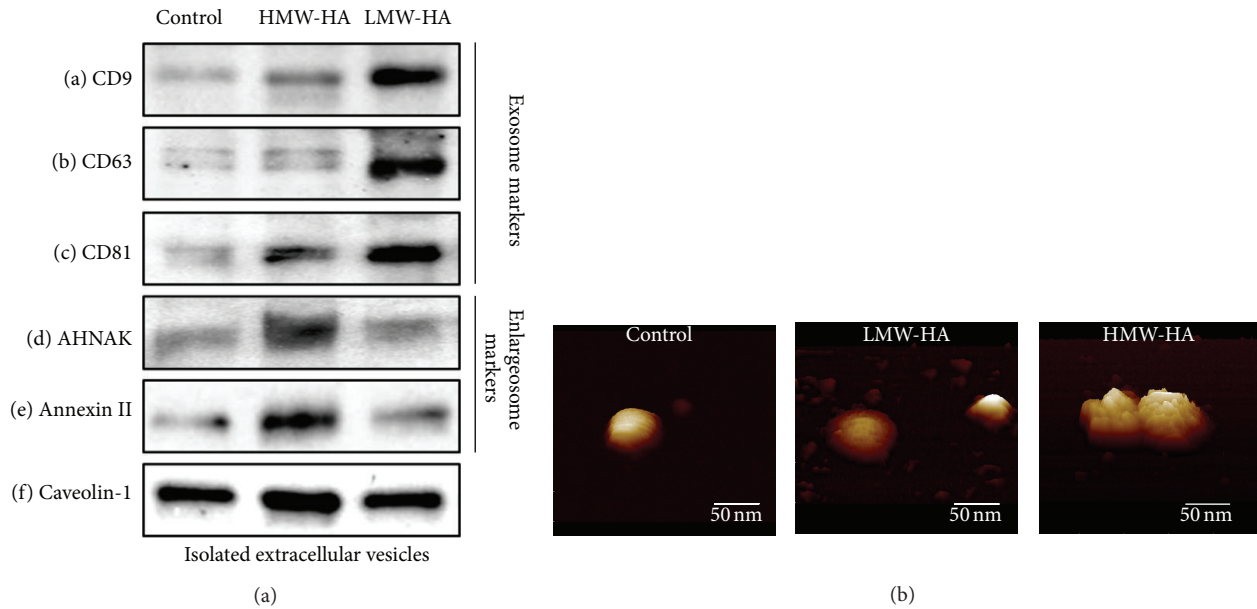 Control HMW-HA LMW-HA
(a) CD9
(b) CD63
(c) CD81
Exosome markers
(d) AHNAK
(e) Annexin II
Enlargeosome
markers
(f) Caveolin-1
Isolated extracellular vesicles
(a)
Control
50 nm
LMW-HA
50 nm
HMW-HA
50 nm
(b)